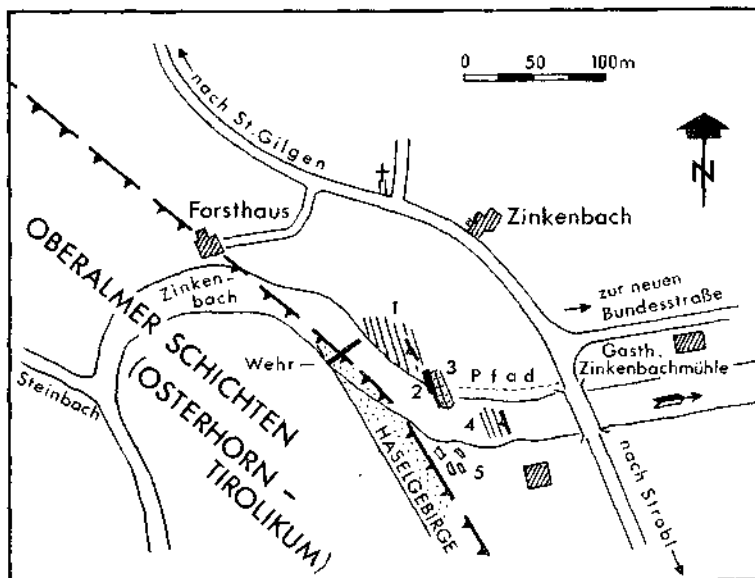 0 50 100m
nach St. Gilgen
N
Forsthaus
Zinkenbach
OBERALMER SCHICHTEN
(OSTERHORN –
TIROLIKUM)
Zinken-
bach
1
zur neuen
Bundesstraße
Wehr
3
Pfad
Gasth.
Zinkenbachmühle
2
Steinbach
4
5
HASELGEBIRGE
nach Strobl